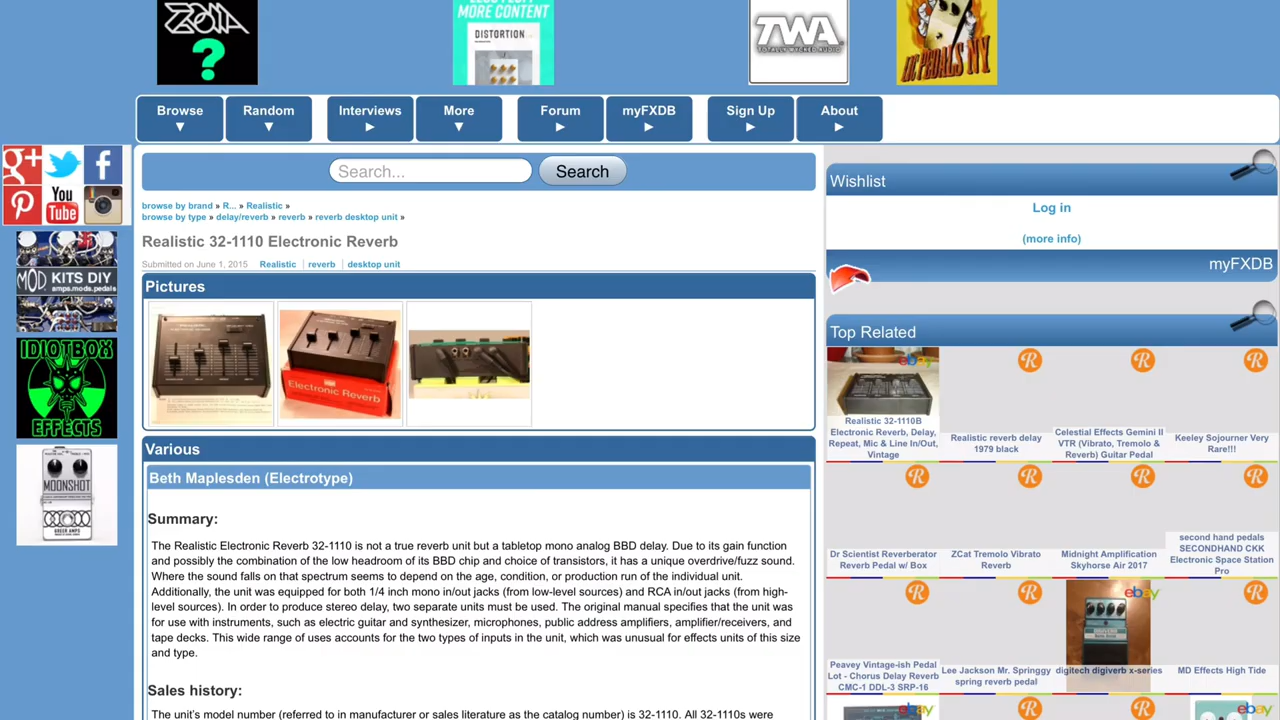 ZOIA
?
MORE CONTENT
DISTORTION
TWA
TOTALLY WYCKED AUDIO
PEDALS NY
Browse ▼
Random ▼
Interviews ►
More ▼
Forum ►
myFXDB ►
Sign Up ►
About ►
g+
f
You
Tube
MOD KITS DIY
amps.mods.pedals
IDIOTBOX
EFFECTS
MOONSHOT
GREER AMPS
Search...
Search
browse by brand » R... » Realistic »
browse by type » delay/reverb » reverb » reverb desktop unit »
Realistic 32-1110 Electronic Reverb
Submitted on June 1, 2015 Realistic reverb desktop unit
Pictures
Electronic Reverb
Various
Beth Maplesden (Electrotype)
Summary:
The Realistic Electronic Reverb 32-1110 is not a true reverb unit but a tabletop mono analog BBD delay. Due to its gain function
and possibly the combination of the low headroom of its BBD chip and choice of transistors, it has a unique overdrive/fuzz sound.
Where the sound falls on that spectrum seems to depend on the age, condition, or production run of the individual unit.
Additionally, the unit was equipped for both 1/4 inch mono in/out jacks (from low-level sources) and RCA in/out jacks (from high-
level sources). In order to produce stereo delay, two separate units must be used. The original manual specifies that the unit was
for use with instruments, such as electric guitar and synthesizer, microphones, public address amplifiers, amplifier/receivers, and
tape decks. This wide range of uses accounts for the two types of inputs in the unit, which was unusual for effects units of this size
and type.
Sales history:
The unit's model number (referred to in manufacturer or sales literature as the catalog number) is 32-1110. All 32-1110s were
Wishlist
Log in
(more info)
myFXDB
Top Related
ebay
Realistic 32-1110B
Electronic Reverb, Delay,
Repeat, Mic & Line In/Out,
Vintage
R
Realistic reverb delay
1979 black
R
Celestial Effects Gemini II
VTR (Vibrato, Tremolo &
Reverb) Guitar Pedal
R
Keeley Sojourner Very
Rare!!!
R
Dr Scientist Reverberator
Reverb Pedal w/ Box
R
ZCat Tremolo Vibrato
Reverb
R
Midnight Amplification
Skyhorse Air 2017
R
second hand pedals
SECONDHAND CKK
Electronic Space Station
Pro
R
Peavey Vintage-ish Pedal
Lot - Chorus Delay Reverb
CMC-1 DDL-3 SRP-16
R
Lee Jackson Mr. Springgy
spring reverb pedal
ebay
digitech digiverb x-series
R
MD Effects High Tide
ebay
R
R
ebay